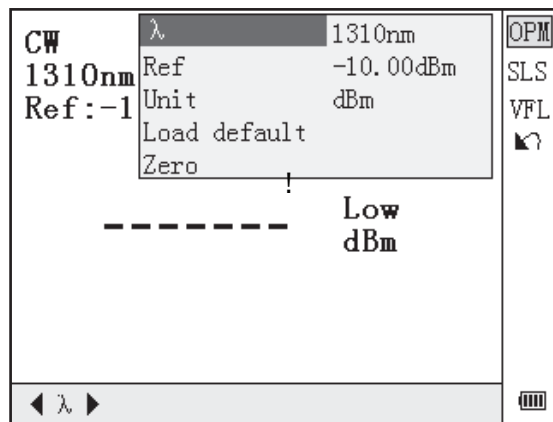 CW
1310nm
Ref:-1
λ 1310nm
Ref -10.00dBm
Unit dBm
Load default
Zero
!
------- Low
dBm
OPM
SLS
VFL
◀ λ ▶